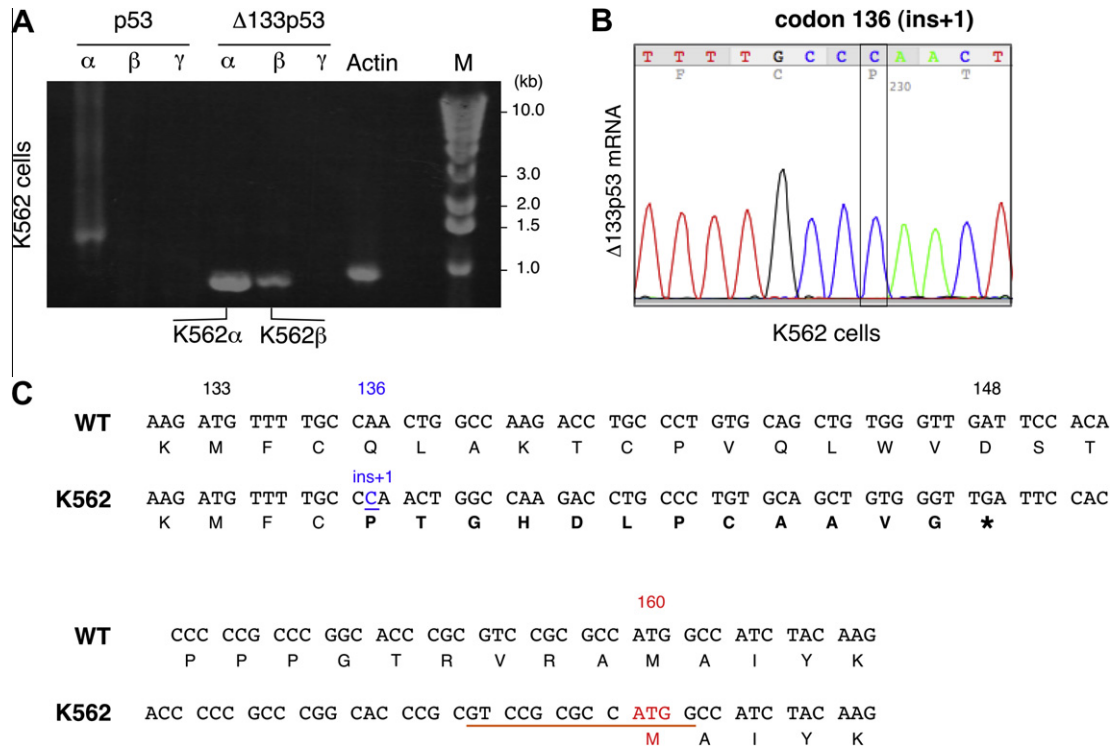 A
p53 Δ133p53
α β γ α β γ Actin M
(kb)
10.0
3.0
2.0
1.5
1.0
K562 cells
K562α K562β
B
codon 136 (ins+1)
T T T T G C C C A A C T
F C P T
230
Δ133p53 mRNA
K562 cells
C
133 136 148
WT AAG ATG TTT TGC CAA CTG GCC AAG ACC TGC CCT GTG CAG CTG TGG GTT GAT TCC ACA
K M F C Q L A K T C P V Q L W V D S T
ins+1
K562 AAG ATG TTT TGC CCA ACT GGC CAA GAC CTG CCC TGT GCA GCT GTG GGT TGA TTC CAC
K M F C P T G H D L P C A A V G *
160
WT CCC CCG CCC GGC ACC CGC GTC CGC GCC ATG GCC ATC TAC AAG
P P P G T R V R A M A I Y K
K562 ACC CCC GCC CGG CAC CCG CGT CCG CGC C ATG GCC ATC TAC AAG
M A I Y K